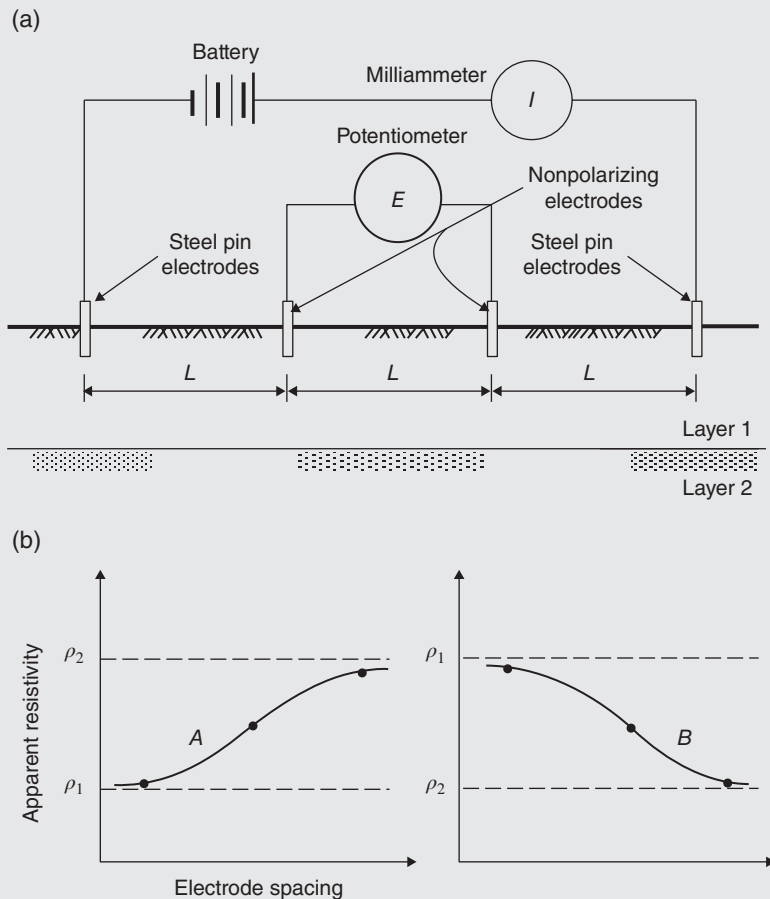 (a)
Battery
Milliammeter
I
Potentiometer
E
Nonpolarizing
electrodes
Steel pin
electrodes
Steel pin
electrodes
L
L
L
Layer 1
Layer 2
(b)
Apparent resistivity
ρ2
A
ρ1
Electrode spacing
ρ1
B
ρ2